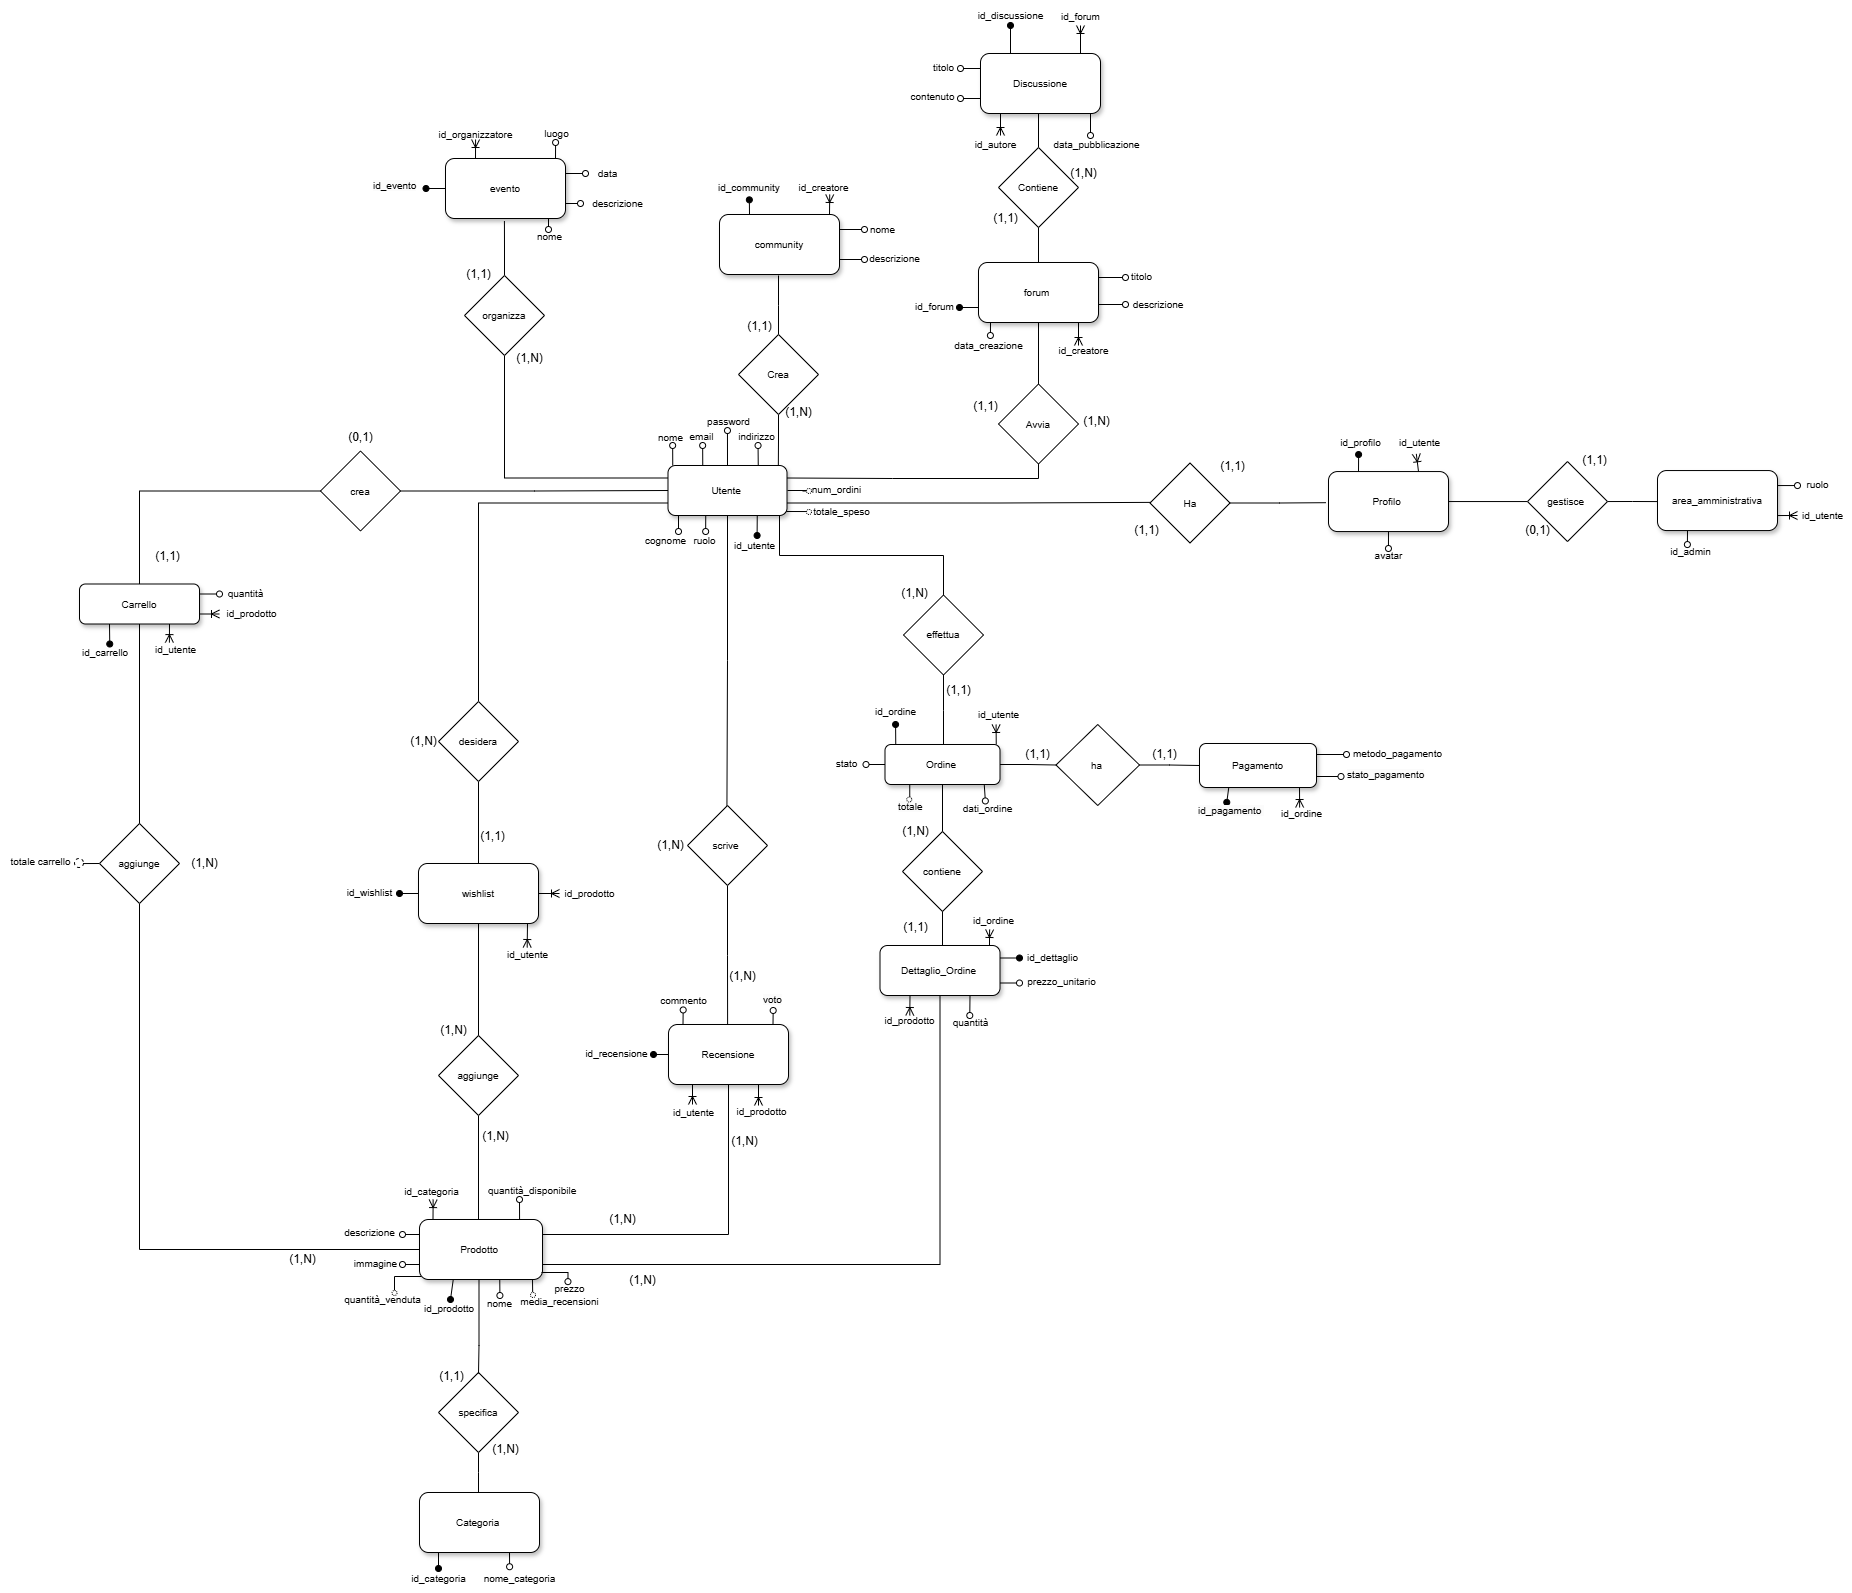 id_discussione
id_forum
titolo
Discussione
contenuto
id_autore
data_pubblicazione
id_organizzatore
luogo
data
id_evento
evento
descrizione
nome
Contiene
(1,N)
(1,1)
id_community
id_creatore
community
nome
descrizione
titolo
forum
descrizione
id_forum
data_creazione
id_creatore
(1,1)
organizza
(1,N)
(1,1)
Crea
(1,N)
(1,1)
Avvia
(1,N)
password
nome
email
indirizzo
Utente
num_ordini
totale_speso
cognome
ruolo
id_utente
(0,1)
crea
(1,1)
(1,1)
Ha
(1,1)
id_profilo
id_utente
Profilo
avatar
(1,1)
gestisce
(0,1)
area_amministrativa
ruolo
id_utente
id_admin
Carrello
quantità
id_prodotto
id_carrello
id_utente
(1,N)
effettua
(1,1)
(1,N)
desidera
(1,1)
id_ordine
id_utente
stato
Ordine
totale
dati_ordine
(1,1)
ha
(1,1)
Pagamento
metodo_pagamento
stato_pagamento
id_pagamento
id_ordine
totale carrello
aggiunge
(1,N)
(1,N)
scrive
(1,N)
(1,N)
contiene
(1,1)
id_wishlist
wishlist
id_prodotto
id_utente
id_ordine
id_dettaglio
Dettaglio_Ordine
prezzo_unitario
id_prodotto
quantità
commento
voto
id_recensione
Recensione
id_utente
id_prodotto
(1,N)
(1,N)
aggiunge
(1,N)
id_categoria
quantità_disponibile
(1,N)
descrizione
Prodotto
(1,N)
immagine
(1,N)
quantità_venduta
id_prodotto
nome
media_recensioni
prezzo
(1,1)
specifica
(1,N)
Categoria
id_categoria
nome_categoria